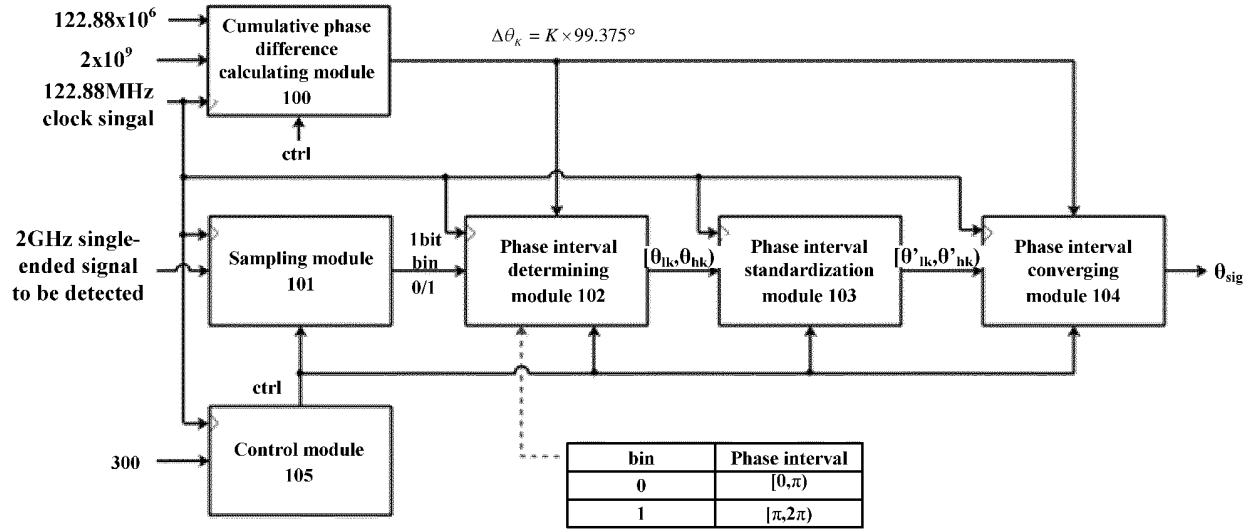 122.88x10⁶
2x10⁹
122.88MHz
clock singal
Cumulative phase
difference
calculating module
100
Δθ_K = K × 99.375°
ctrl
2GHz single-
ended signal
to be detected
Sampling module
101
1bit
bin
0/1
Phase interval
determining
module 102
[θ_lk,θ_hk)
Phase interval
standardization
module 103
[θ'_lk,θ'_hk)
Phase interval
converging
module 104
θ_sig
ctrl
300
Control module
105
bin Phase interval
0 [0,π)
1 [π,2π)